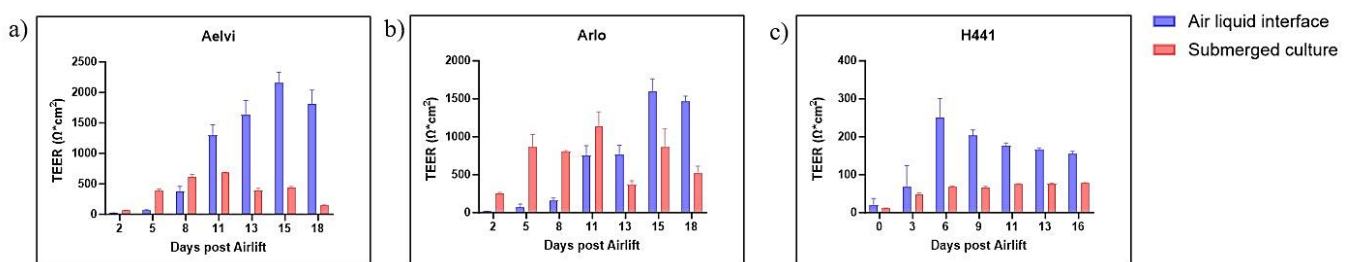 a)
Aelvi
TEER (Ω*cm2)
2500
2000
1500
1000
500
0
2 5 8 11 13 15 18
Days post Airlift
b)
Arlo
TEER (Ω*cm2)
2000
1500
1000
500
0
2 5 8 11 13 15 18
Days post Airlift
c)
H441
TEER (Ω*cm2)
400
300
200
100
0
0 3 6 9 11 13 16
Days post Airlift
Air liquid interface
Submerged culture